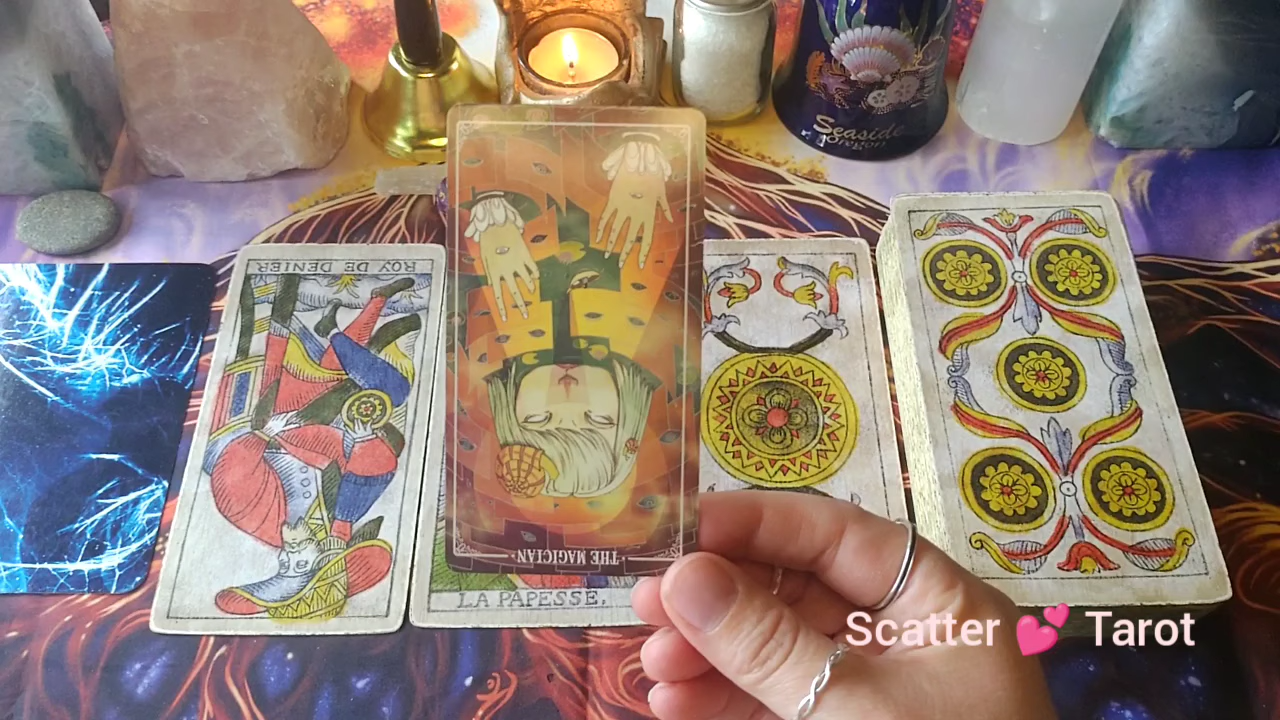 Seaside
Oregon
ROY DE DENIER
THE MAGICIAN
LA PAPESSE,
Scatter 💕 Tarot